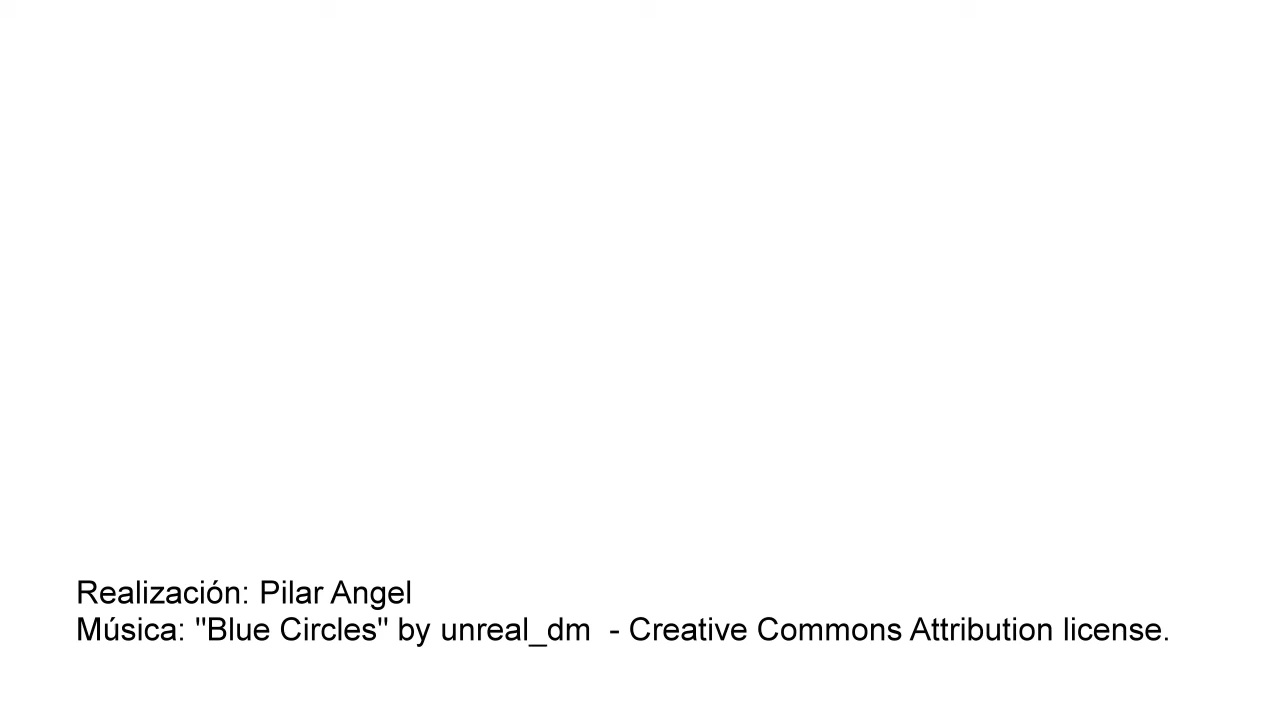 Realización: Pilar Angel
Música: "Blue Circles" by unreal_dm  - Creative Commons Attribution license.